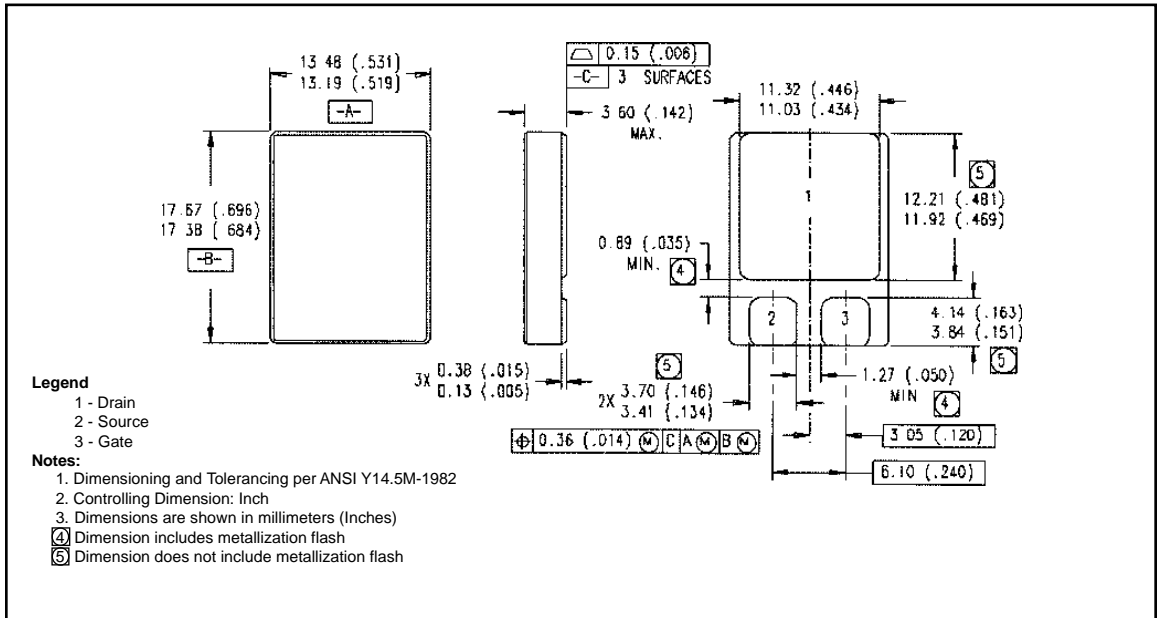 13.48 (.531)
13.19 (.519)
-A-
17.67 (.696)
17.38 (.684)
-B-
0.15 (.006)
-C- 3 SURFACES
3.60 (.142)
MAX.
3X 0.38 (.015)
0.13 (.005)
11.32 (.446)
11.03 (.434)
1
5
12.21 (.481)
11.92 (.469)
0.89 (.035)
MIN. 4
2
3
4.14 (.163)
3.84 (.151)
5
5
2X 3.70 (.146)
3.41 (.134)
1.27 (.050)
MIN 4
⌖ 0.36 (.014) Ⓜ C A Ⓜ B Ⓜ
3.05 (.120)
6.10 (.240)
Legend
1 - Drain
2 - Source
3 - Gate
Notes:
1. Dimensioning and Tolerancing per ANSI Y14.5M-1982
2. Controlling Dimension: Inch
3. Dimensions are shown in millimeters (Inches)
4 Dimension includes metallization flash
5 Dimension does not include metallization flash